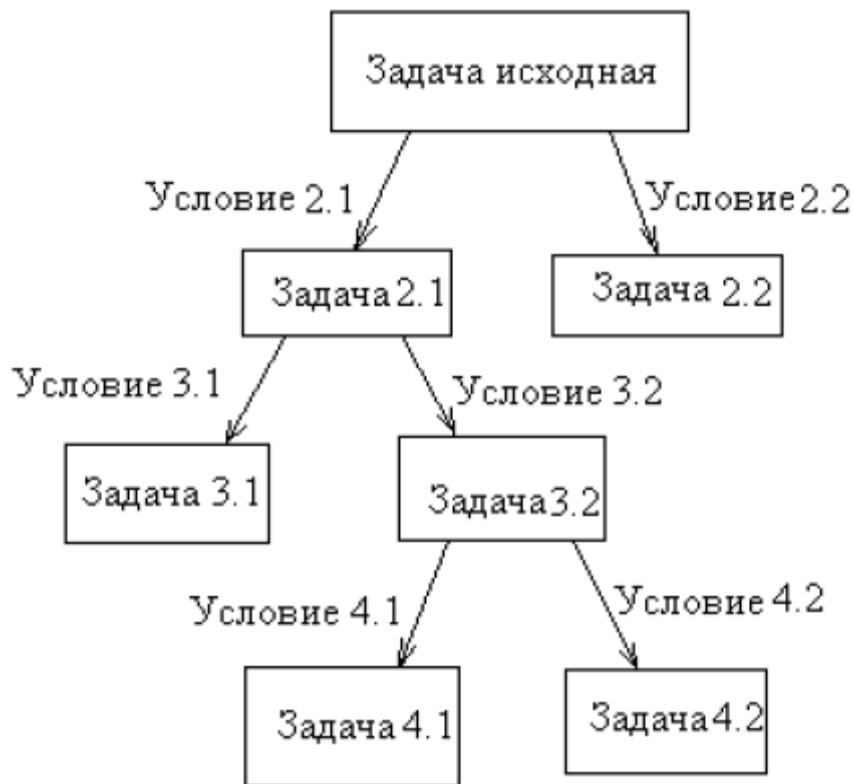 Задача исходная
Условие 2.1
Условие 2.2
Задача 2.1
Задача 2.2
Условие 3.1
Условие 3.2
Задача 3.1
Задача 3.2
Условие 4.1
Условие 4.2
Задача 4.1
Задача 4.2